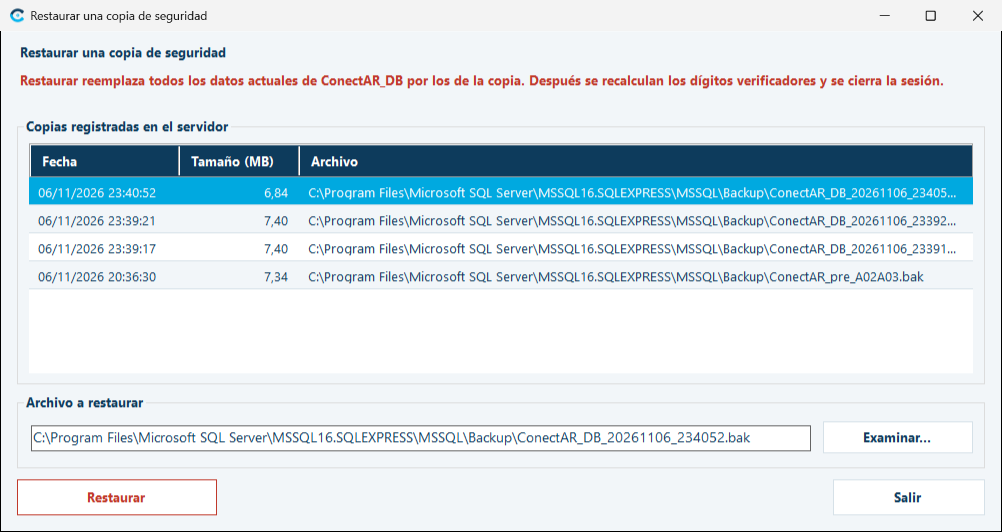 Restaurar una copia de seguridad
Restaurar una copia de seguridad
Restaurar reemplaza todos los datos actuales de ConectAR_DB por los de la copia. Después se recalculan los dígitos verificadores y se cierra la sesión.
Copias registradas en el servidor
Fecha Tamaño (MB) Archivo
06/11/2026 23:40:52 6,84 C:\Program Files\Microsoft SQL Server\MSSQL16.SQLEXPRESS\MSSQL\Backup\ConectAR_DB_20261106_23405...
06/11/2026 23:39:21 7,40 C:\Program Files\Microsoft SQL Server\MSSQL16.SQLEXPRESS\MSSQL\Backup\ConectAR_DB_20261106_23392...
06/11/2026 23:39:17 7,40 C:\Program Files\Microsoft SQL Server\MSSQL16.SQLEXPRESS\MSSQL\Backup\ConectAR_DB_20261106_23391...
06/11/2026 20:36:30 7,34 C:\Program Files\Microsoft SQL Server\MSSQL16.SQLEXPRESS\MSSQL\Backup\ConectAR_pre_A02A03.bak
Archivo a restaurar
C:\Program Files\Microsoft SQL Server\MSSQL16.SQLEXPRESS\MSSQL\Backup\ConectAR_DB_20261106_234052.bak Examinar...
Restaurar Salir